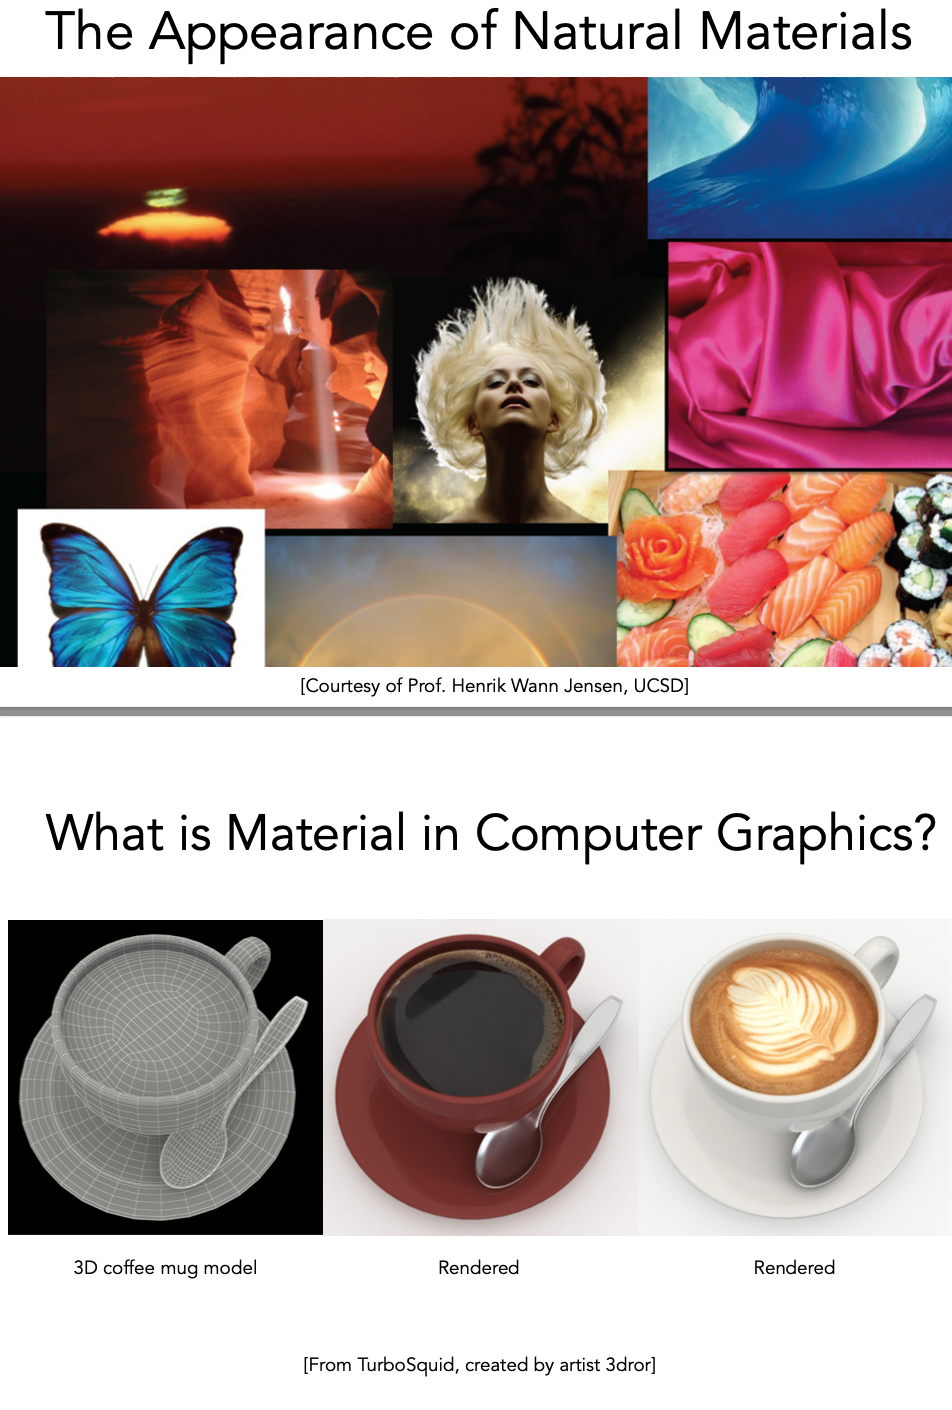 The Appearance of Natural Materials
[Courtesy of Prof. Henrik Wann Jensen, UCSD]
What is Material in Computer Graphics?
3D coffee mug model
Rendered
Rendered
[From TurboSquid, created by artist 3dror]